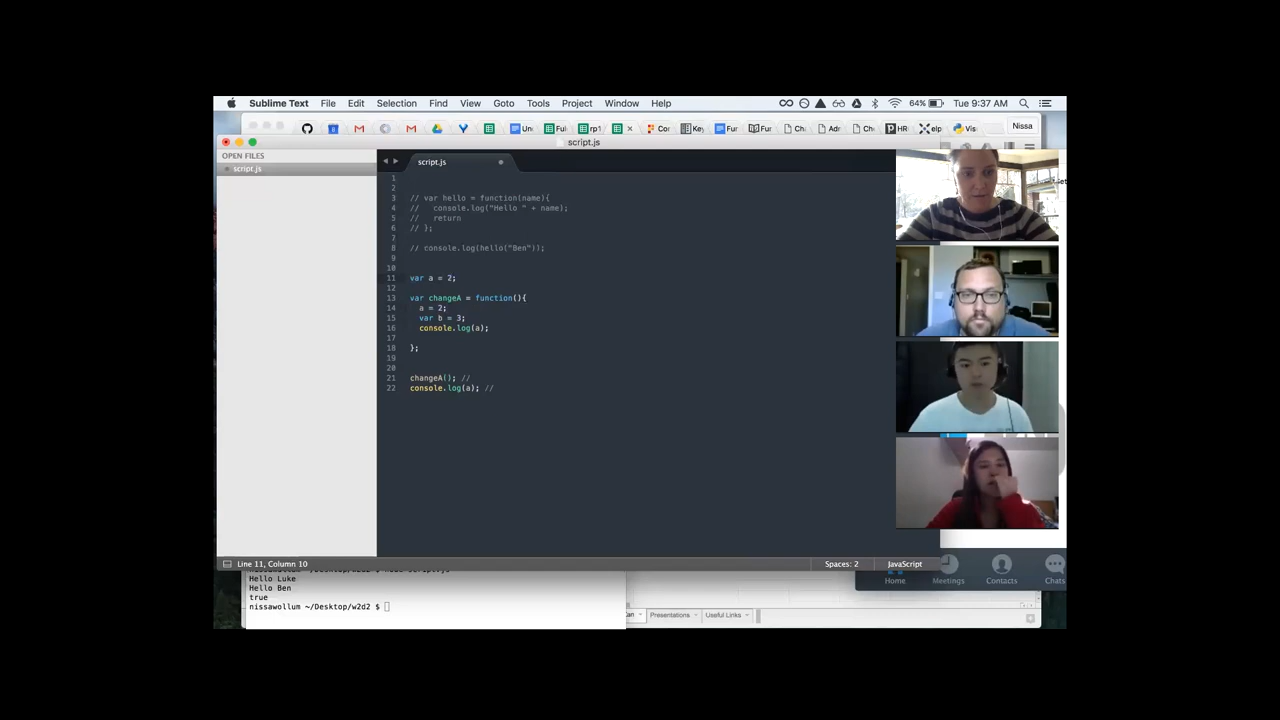 Sublime Text File Edit Selection Find View Goto Tools Project Window Help 64% Tue 9:37 AM
Nissa
script.js
OPEN FILES
script.js
script.js
1
2
3 // var hello = function(name){
4 // console.log("Hello " + name);
5 // return
6 // };
7
8 // console.log(hello("Ben"));
9
10
11 var a = 2;
12
13 var changeA = function(){
14 a = 2;
15 var b = 3;
16 console.log(a);
17
18 };
19
20
21 changeA(); //
22 console.log(a); //
Line 11, Column 10 Spaces: 2 JavaScript
Hello Luke
Hello Ben
true
nissawollum ~/Desktop/w2d2 $
Home Meetings Contacts Chats
Presentations Useful Links